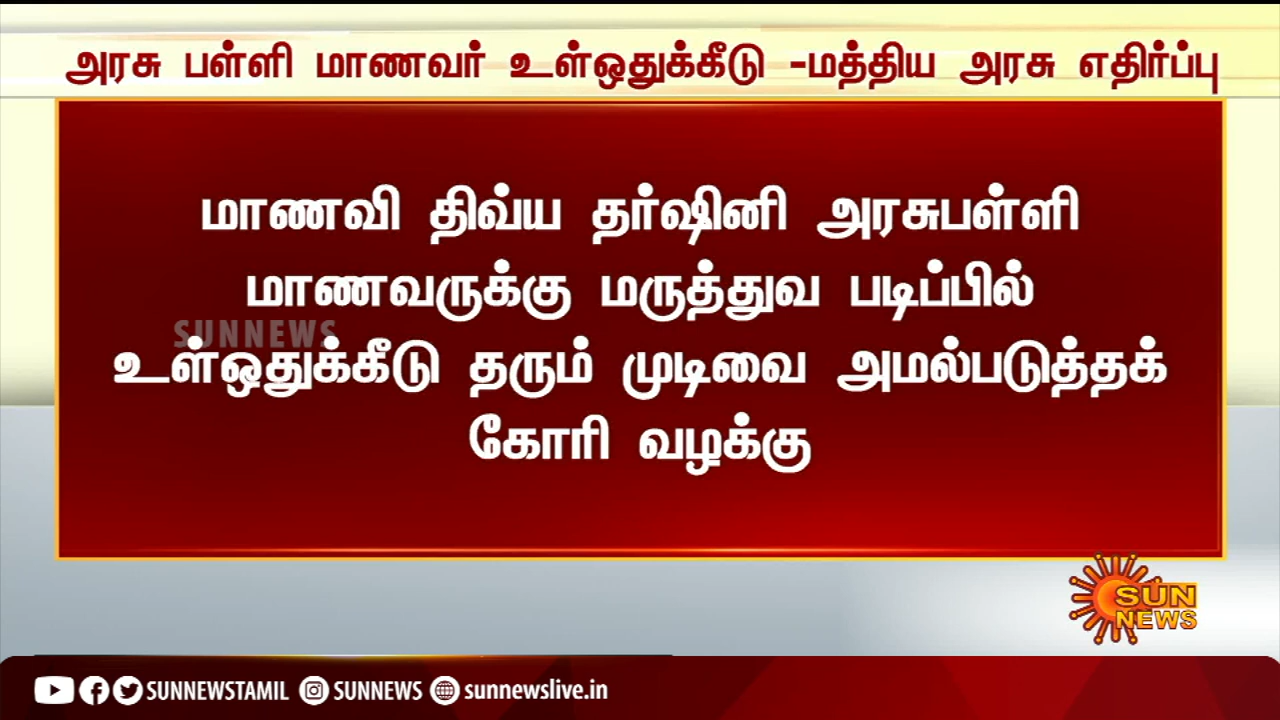 அரசு பள்ளி மாணவர் உள்ஒதுக்கீடு -மத்திய அரசு எதிர்ப்பு
மாணவி திவ்ய தர்ஷினி அரசுபள்ளி
மாணவருக்கு மருத்துவ படிப்பில்
SUNNEWS
உள்ஒதுக்கீடு தரும் முடிவை அமல்படுத்தக்
கோரி வழக்கு
SUN
NEWS
SUNNEWSTAMIL SUNNEWS sunnewslive.in